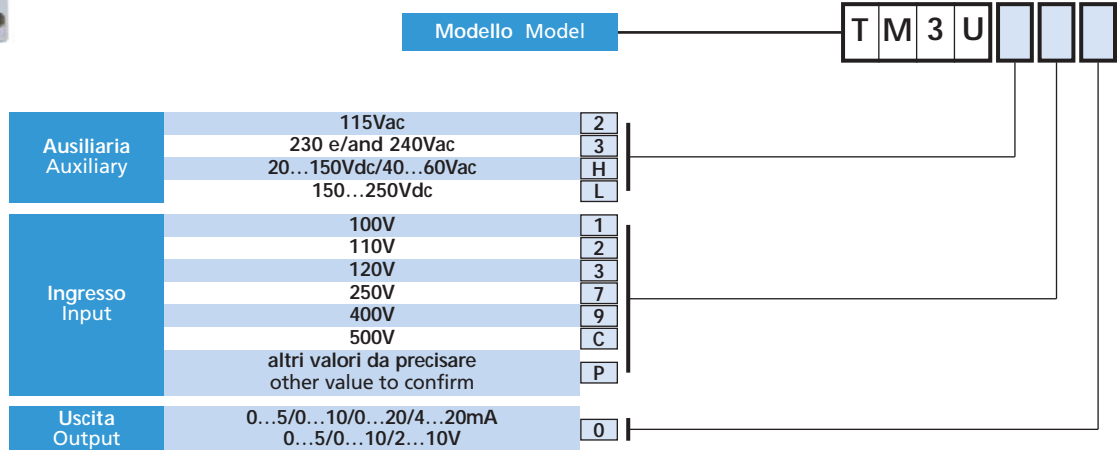 Modello Model
T M 3 U
Ausiliaria
Auxiliary
115Vac 2
230 e/and 240Vac 3
20...150Vdc/40...60Vac H
150...250Vdc L
Ingresso
Input
100V 1
110V 2
120V 3
250V 7
400V 9
500V C
altri valori da precisare
other value to confirm
P
Uscita
Output
0...5/0...10/0...20/4...20mA
0...5/0...10/2...10V
0